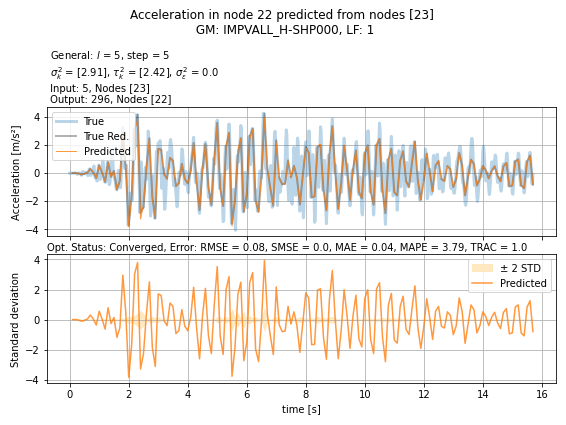 Acceleration in node 22 predicted from nodes [23]
GM: IMPVALL_H-SHP000, LF: 1
General: l = 5, step = 5
σ²ₖ = [2.91], τ²ₖ = [2.42], σ²ε = 0.0
Input: 5, Nodes [23]
Output: 296, Nodes [22]
True
True Red.
Predicted
Acceleration [m/s²]
4
2
0
−2
−4
Opt. Status: Converged, Error: RMSE = 0.08, SMSE = 0.0, MAE = 0.04, MAPE = 3.79, TRAC = 1.0
± 2 STD
Predicted
Standard deviation
4
2
0
−2
−4
0 2 4 6 8 10 12 14 16
time [s]